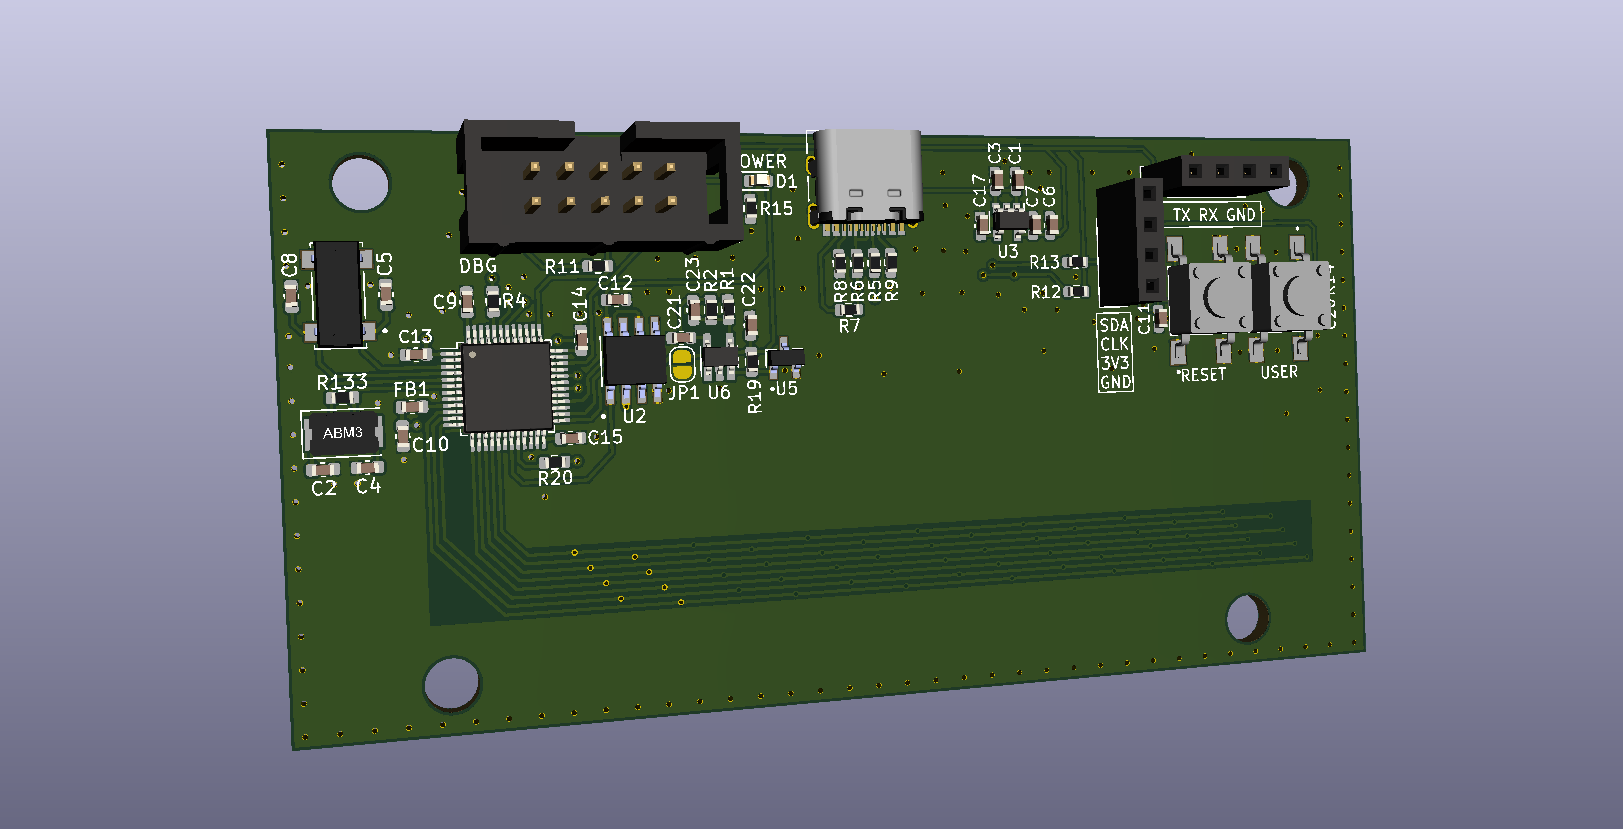 OWER
D1
R15
C3
C1
C17
C7
C6
U3
TX RX GND
R13
R12
C11
SDA
CLK
3V3
GND
RESET
USER
DBG
R11
C12
C8
C5
C9
R4
C14
C23
R2
R1
C22
C21
R8
R6
R5
R9
R7
C13
R133
FB1
ABM3
C10
C2
C4
U2
JP1
U6
R19
U5
C15
R20